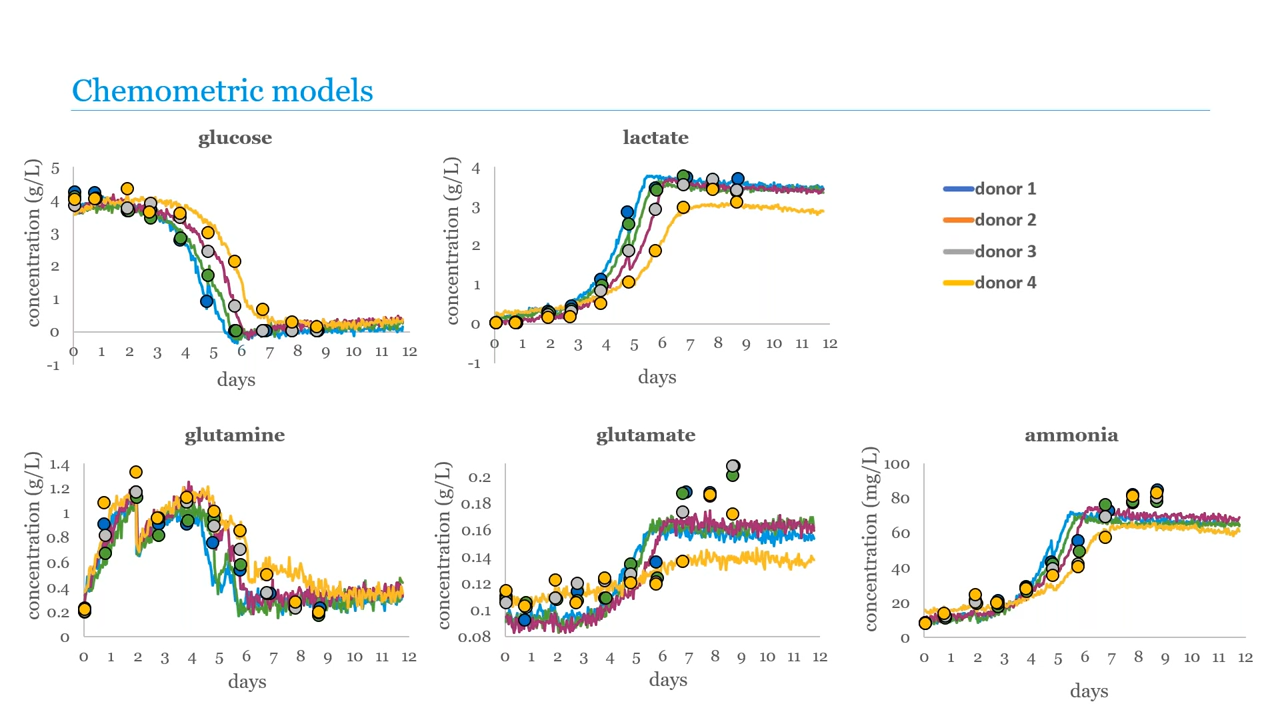 Chemometric models
glucose
concentration (g/L)
5
4
3
2
1
0
-1
0 1 2 3 4 5 6 7 8 9 10 11 12
days
lactate
concentration (g/L)
4
3
2
1
0
-1
0 1 2 3 4 5 6 7 8 9 10 11 12
days
donor 1
donor 2
donor 3
donor 4
glutamine
concentration (g/L)
1.4
1.2
1
0.8
0.6
0.4
0.2
0
0 1 2 3 4 5 6 7 8 9 10 11 12
days
glutamate
concentration (g/L)
0.2
0.18
0.16
0.14
0.12
0.1
0.08
0 1 2 3 4 5 6 7 8 9 10 11 12
days
ammonia
concentration (mg/L)
100
80
60
40
20
0
0 1 2 3 4 5 6 7 8 9 10 11 12
days